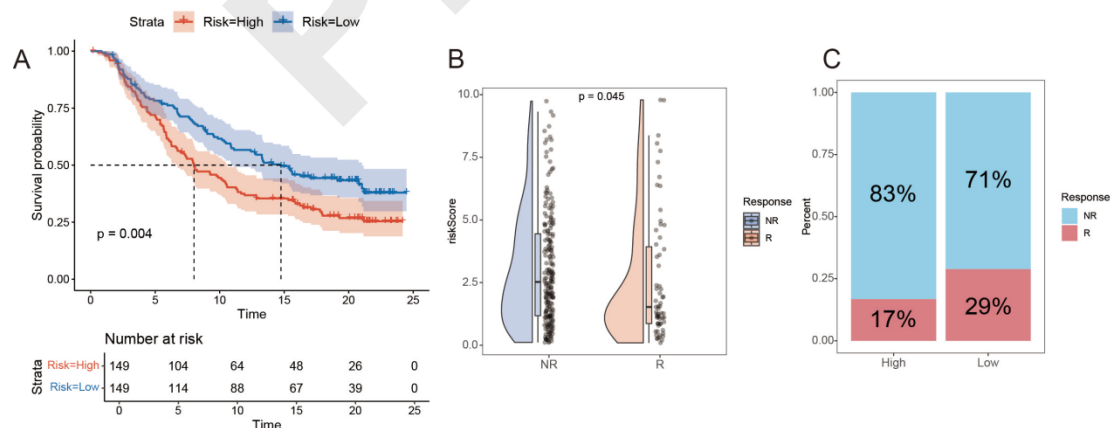 Strata Risk=High Risk=Low
A
1.00
0.75
0.50
0.25
0.00
Survival probability
p = 0.004
0 5 10 15 20 25
Time
Number at risk
Strata
Risk=High 149 104 64 48 26 0
Risk=Low 149 114 88 67 39 0
0 5 10 15 20 25
Time
B
10.0
7.5
5.0
2.5
0.0
riskScore
p = 0.045
NR R
Response
NR
R
C
1.00
0.75
0.50
0.25
0.00
Percent
83%
71%
17%
29%
High Low
Response
NR
R